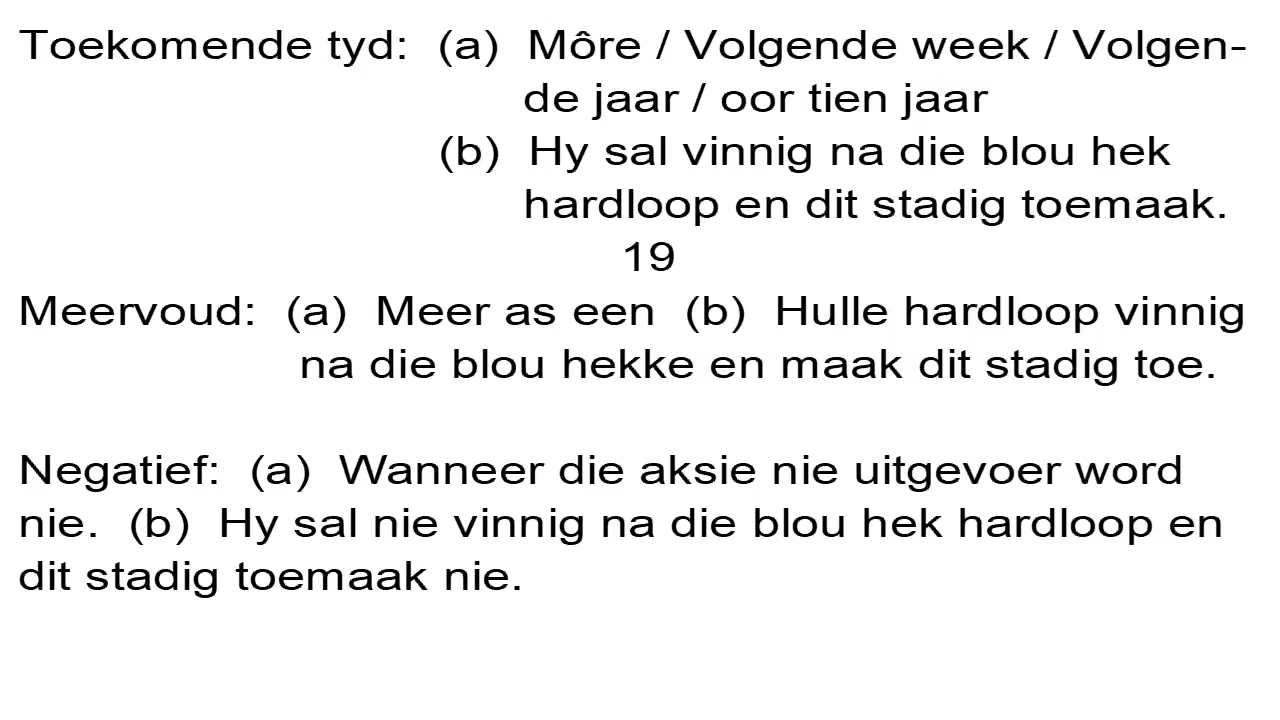 Toekomende tyd: (a) Môre / Volgende week / Volgen-
de jaar / oor tien jaar
(b) Hy sal vinnig na die blou hek
hardloop en dit stadig toemaak.
19
Meervoud: (a) Meer as een (b) Hulle hardloop vinnig
na die blou hekke en maak dit stadig toe.
Negatief: (a) Wanneer die aksie nie uitgevoer word
nie. (b) Hy sal nie vinnig na die blou hek hardloop en
dit stadig toemaak nie.